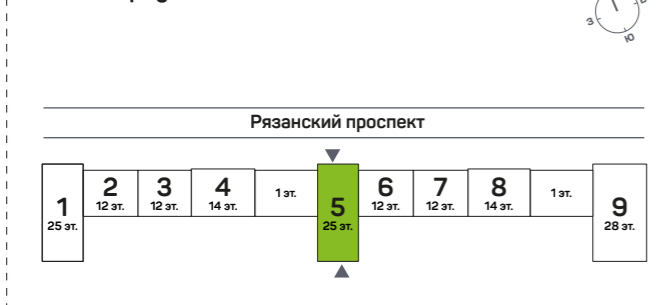 З
Ю
Рязанский проспект
1
25 эт.
2
12 эт.
3
12 эт.
4
14 эт.
1 эт.
5
25 эт.
6
12 эт.
7
12 эт.
8
14 эт.
1 эт.
9
28 эт.